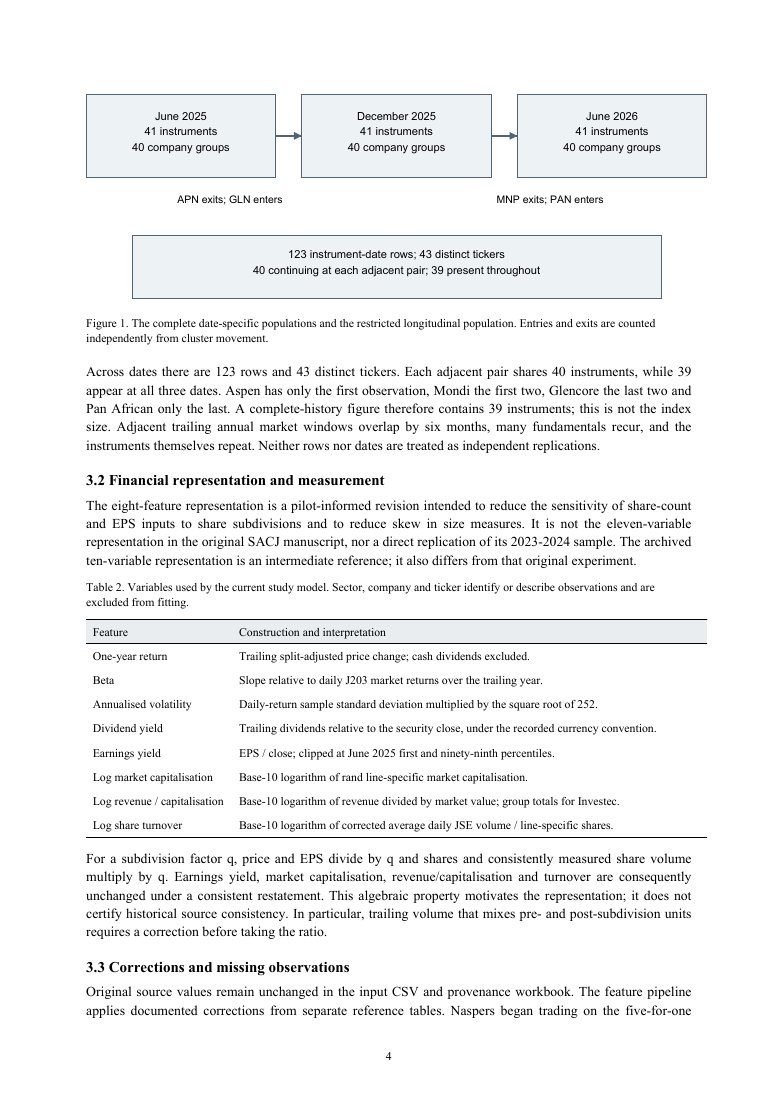 June 2025
41 instruments
40 company groups
December 2025
41 instruments
40 company groups
June 2026
41 instruments
40 company groups
APN exits; GLN enters
MNP exits; PAN enters
123 instrument-date rows; 43 distinct tickers
40 continuing at each adjacent pair; 39 present throughout
Figure 1. The complete date-specific populations and the restricted longitudinal population. Entries and exits are counted
independently from cluster movement.
Across dates there are 123 rows and 43 distinct tickers. Each adjacent pair shares 40 instruments, while 39
appear at all three dates. Aspen has only the first observation, Mondi the first two, Glencore the last two and
Pan African only the last. A complete-history figure therefore contains 39 instruments; this is not the index
size. Adjacent trailing annual market windows overlap by six months, many fundamentals recur, and the
instruments themselves repeat. Neither rows nor dates are treated as independent replications.
3.2 Financial representation and measurement
The eight-feature representation is a pilot-informed revision intended to reduce the sensitivity of share-count
and EPS inputs to share subdivisions and to reduce skew in size measures. It is not the eleven-variable
representation in the original SACJ manuscript, nor a direct replication of its 2023-2024 sample. The archived
ten-variable representation is an intermediate reference; it also differs from that original experiment.
Table 2. Variables used by the current study model. Sector, company and ticker identify or describe observations and are
excluded from fitting.
Feature Construction and interpretation
One-year return Trailing split-adjusted price change; cash dividends excluded.
Beta Slope relative to daily J203 market returns over the trailing year.
Annualised volatility Daily-return sample standard deviation multiplied by the square root of 252.
Dividend yield Trailing dividends relative to the security close, under the recorded currency convention.
Earnings yield EPS / close; clipped at June 2025 first and ninety-ninth percentiles.
Log market capitalisation Base-10 logarithm of rand line-specific market capitalisation.
Log revenue / capitalisation Base-10 logarithm of revenue divided by market value; group totals for Investec.
Log share turnover Base-10 logarithm of corrected average daily JSE volume / line-specific shares.
For a subdivision factor q, price and EPS divide by q and shares and consistently measured share volume
multiply by q. Earnings yield, market capitalisation, revenue/capitalisation and turnover are consequently
unchanged under a consistent restatement. This algebraic property motivates the representation; it does not
certify historical source consistency. In particular, trailing volume that mixes pre- and post-subdivision units
requires a correction before taking the ratio.
3.3 Corrections and missing observations
Original source values remain unchanged in the input CSV and provenance workbook. The feature pipeline
applies documented corrections from separate reference tables. Naspers began trading on the five-for-one
4